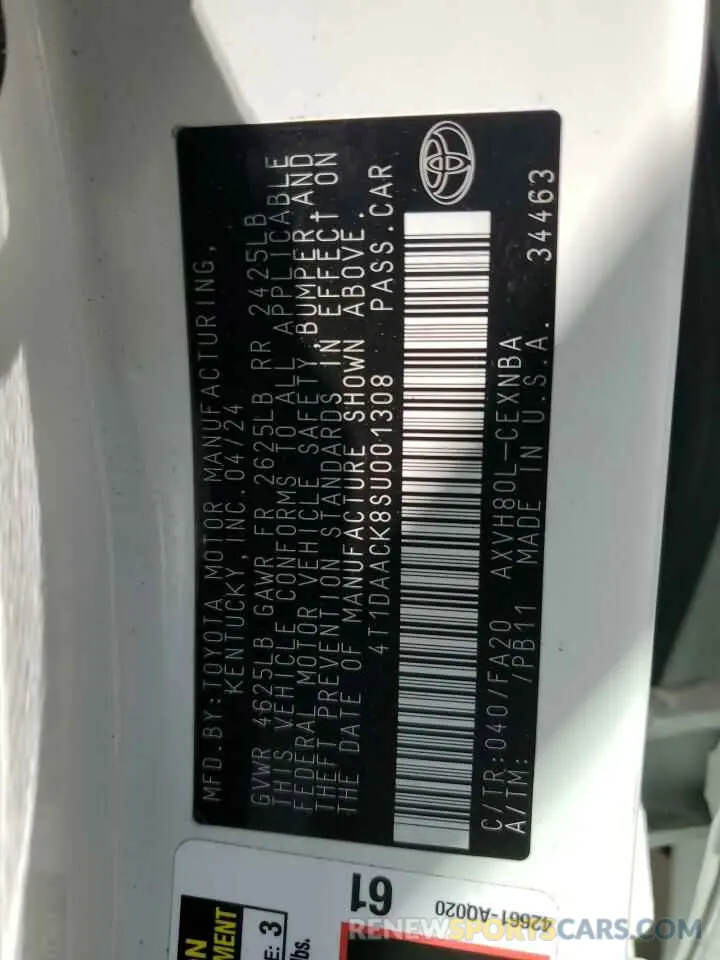 MFD.BY:TOYOTA MOTOR MANUFACTURING,
KENTUCKY, INC.04/24
GVWR 4625LB GAWR FR 2625LB RR 2425LB
THIS VEHICLE CONFORMS TO ALL APPLICABLE
FEDERAL MOTOR VEHICLE SAFETY,BUMPER,AND
THEFT PREVENTION STANDARDS IN EFFECT ON
THE DATE OF MANUFACTURE SHOWN ABOVE.
4T1DAACK8SU001308 PASS.CAR
C/TR:040/FA20 AXVH80L-CEXNBA
A/TM: /PB11 MADE IN U.S.A. 34463
61
42661-AQ020
E: 3
lbs.
RENEWSPORTSCARS.COM